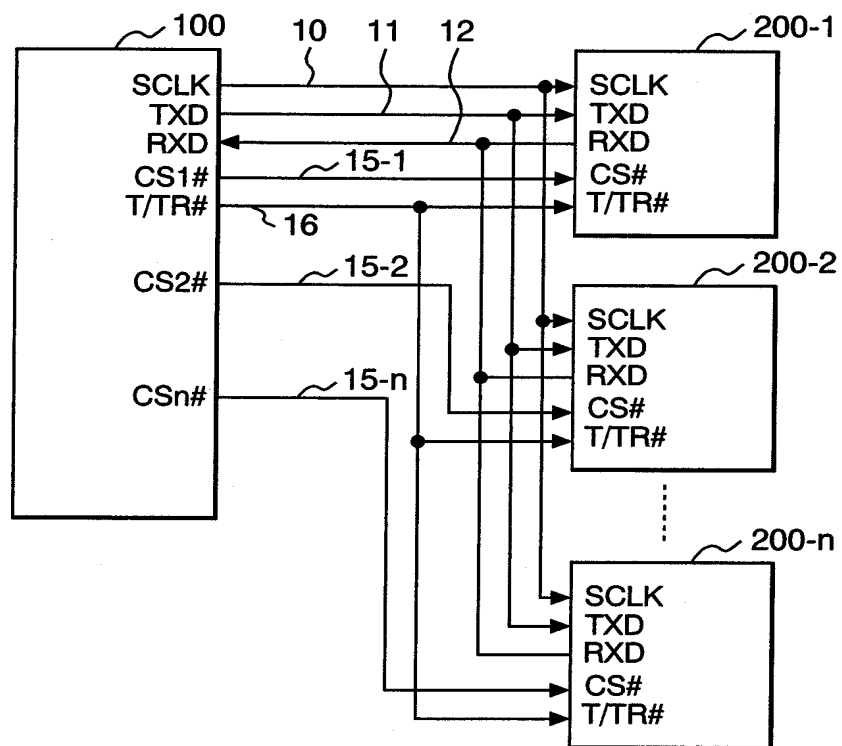 100
10
11
12
200-1
SCLK
TXD
RXD
CS1#
T/TR#
CS2#
CSn#
15-1
16
15-2
15-n
SCLK
TXD
RXD
CS#
T/TR#
200-2
SCLK
TXD
RXD
CS#
T/TR#
200-n
SCLK
TXD
RXD
CS#
T/TR#